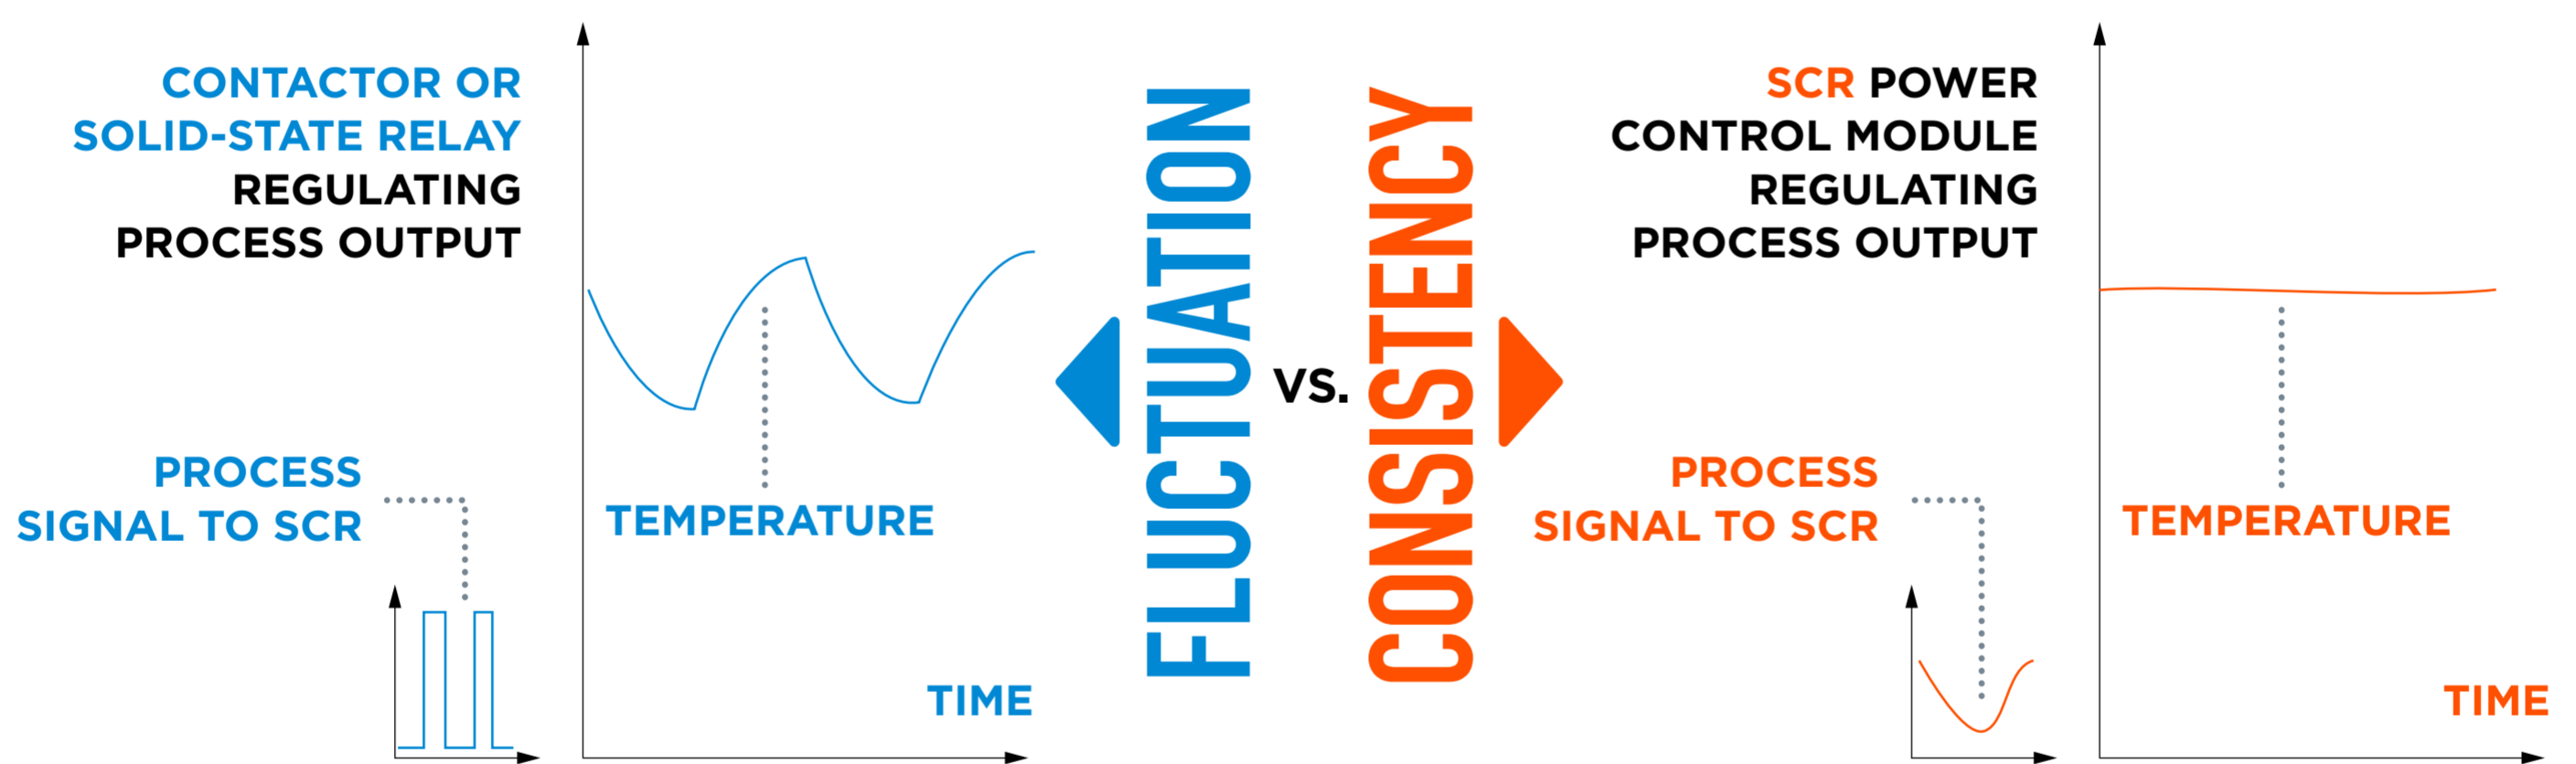 CONTACTOR OR
SOLID-STATE RELAY
REGULATING
PROCESS OUTPUT
PROCESS
SIGNAL TO SCR
TEMPERATURE
TIME
FLUCTUATION
VS.
CONSISTENCY
SCR POWER
CONTROL MODULE
REGULATING
PROCESS OUTPUT
PROCESS
SIGNAL TO SCR
TEMPERATURE
TIME